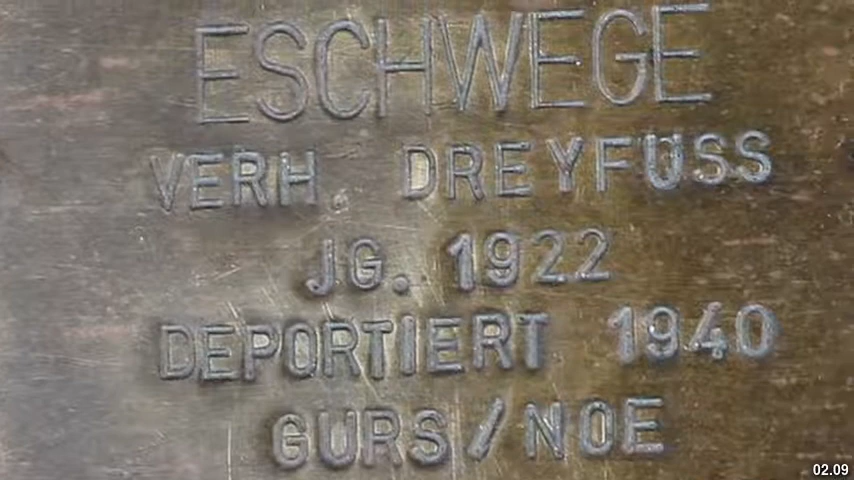 ESCHWEGE
VERH. DREYFUSS
JG. 1922
DEPORTIERT 1940
GURS/NOE
02.09